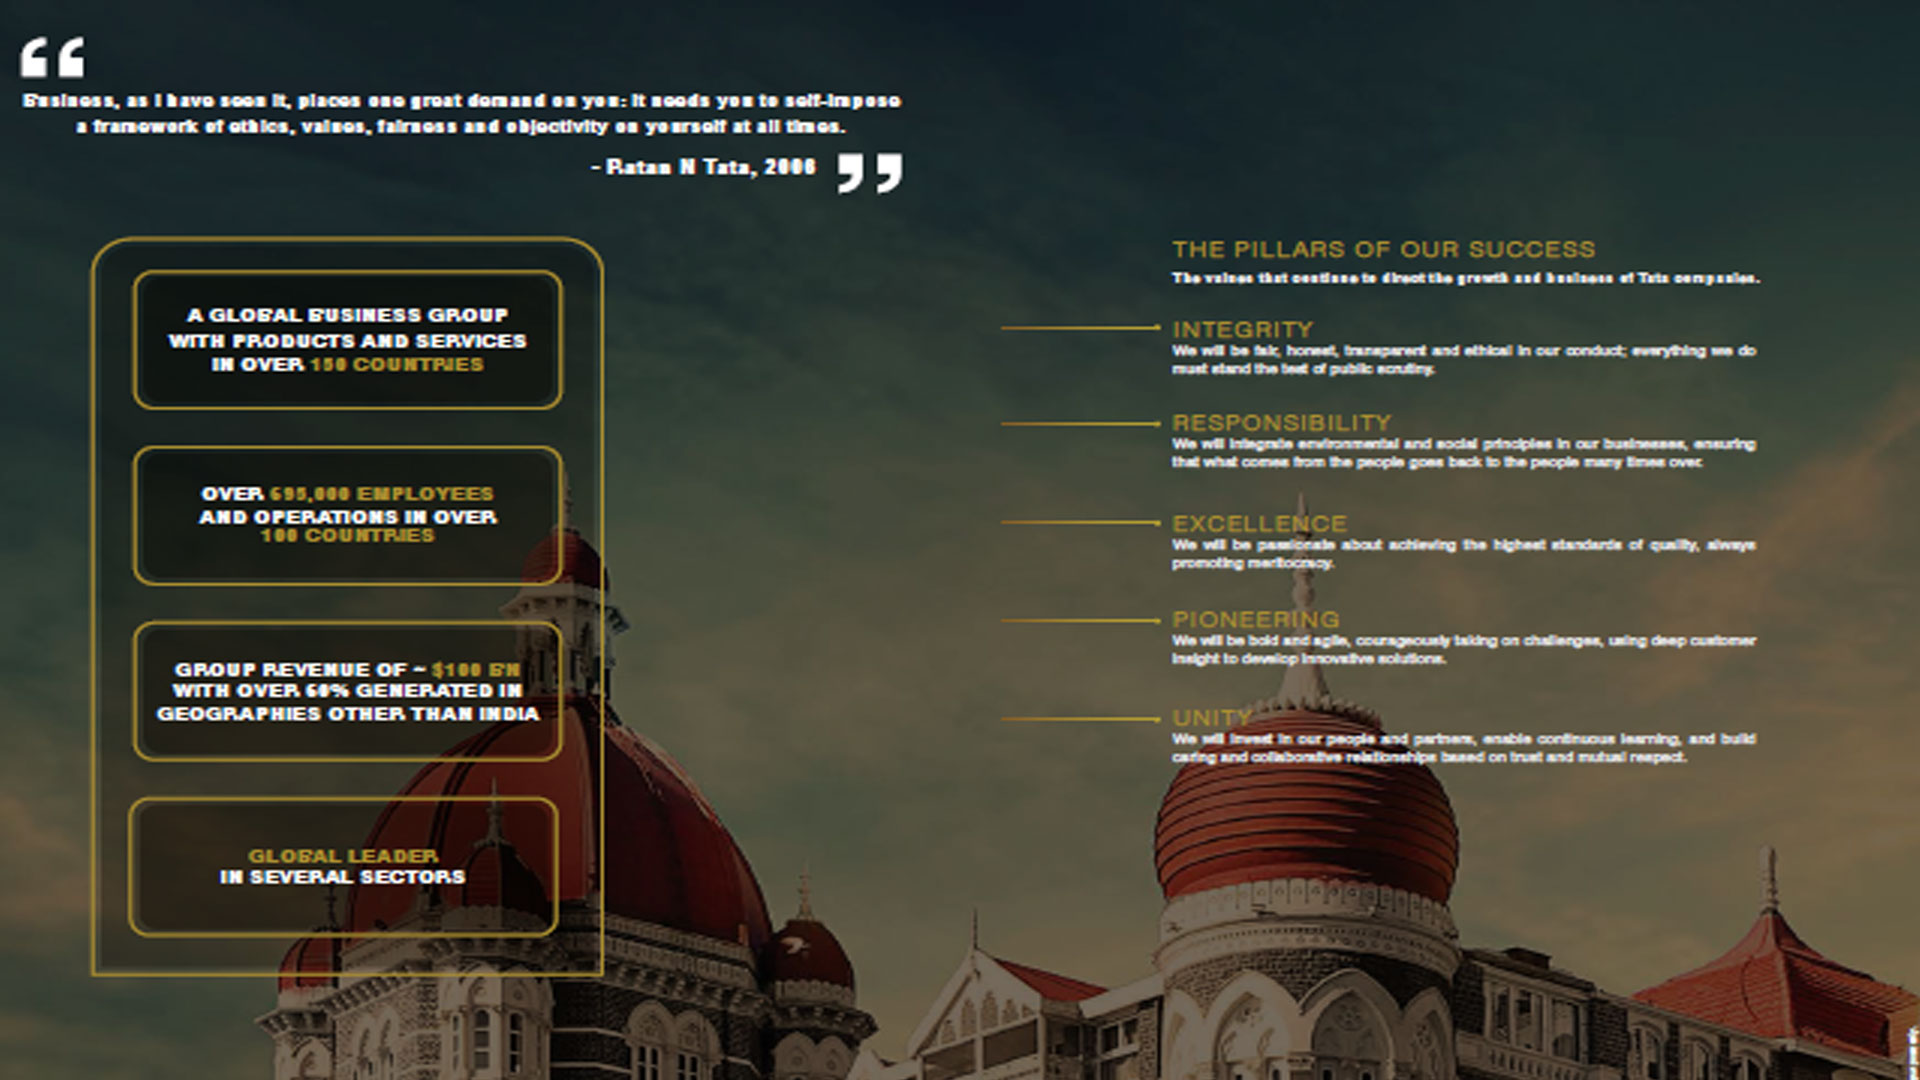 “
Business, as I have seen it, places one great demand on you: it needs you to self-impose
a framework of ethics, values, fairness and objectivity on yourself at all times.
- Ratan N Tata, 2006 ”
A GLOBAL BUSINESS GROUP
WITH PRODUCTS AND SERVICES
IN OVER 150 COUNTRIES
OVER 695,000 EMPLOYEES
AND OPERATIONS IN OVER
100 COUNTRIES
GROUP REVENUE OF ~ $100 BN
WITH OVER 60% GENERATED IN
GEOGRAPHIES OTHER THAN INDIA
GLOBAL LEADER
IN SEVERAL SECTORS
THE PILLARS OF OUR SUCCESS
The values that continue to direct the growth and business of Tata companies.
INTEGRITY
We will be fair, honest, transparent and ethical in our conduct; everything we do
must stand the test of public scrutiny.
RESPONSIBILITY
We will integrate environmental and social principles in our businesses, ensuring
that what comes from the people goes back to the people many times over.
EXCELLENCE
We will be passionate about achieving the highest standards of quality, always
promoting meritocracy.
PIONEERING
We will be bold and agile, courageously taking on challenges, using deep customer
insight to develop innovative solutions.
UNITY
We will invest in our people and partners, enable continuous learning, and build
caring and collaborative relationships based on trust and mutual respect.